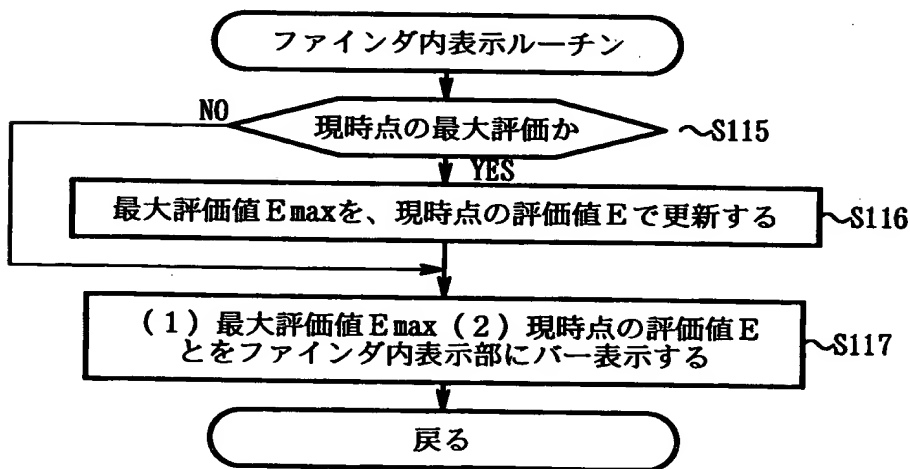 ファインダ内表示ルーチン
NO
現時点の最大評価か
~S115
YES
最大評価値Emaxを、現時点の評価値Eで更新する
~S116
(1)最大評価値Emax(2)現時点の評価値E
とをファインダ内表示部にバー表示する
~S117
戻る